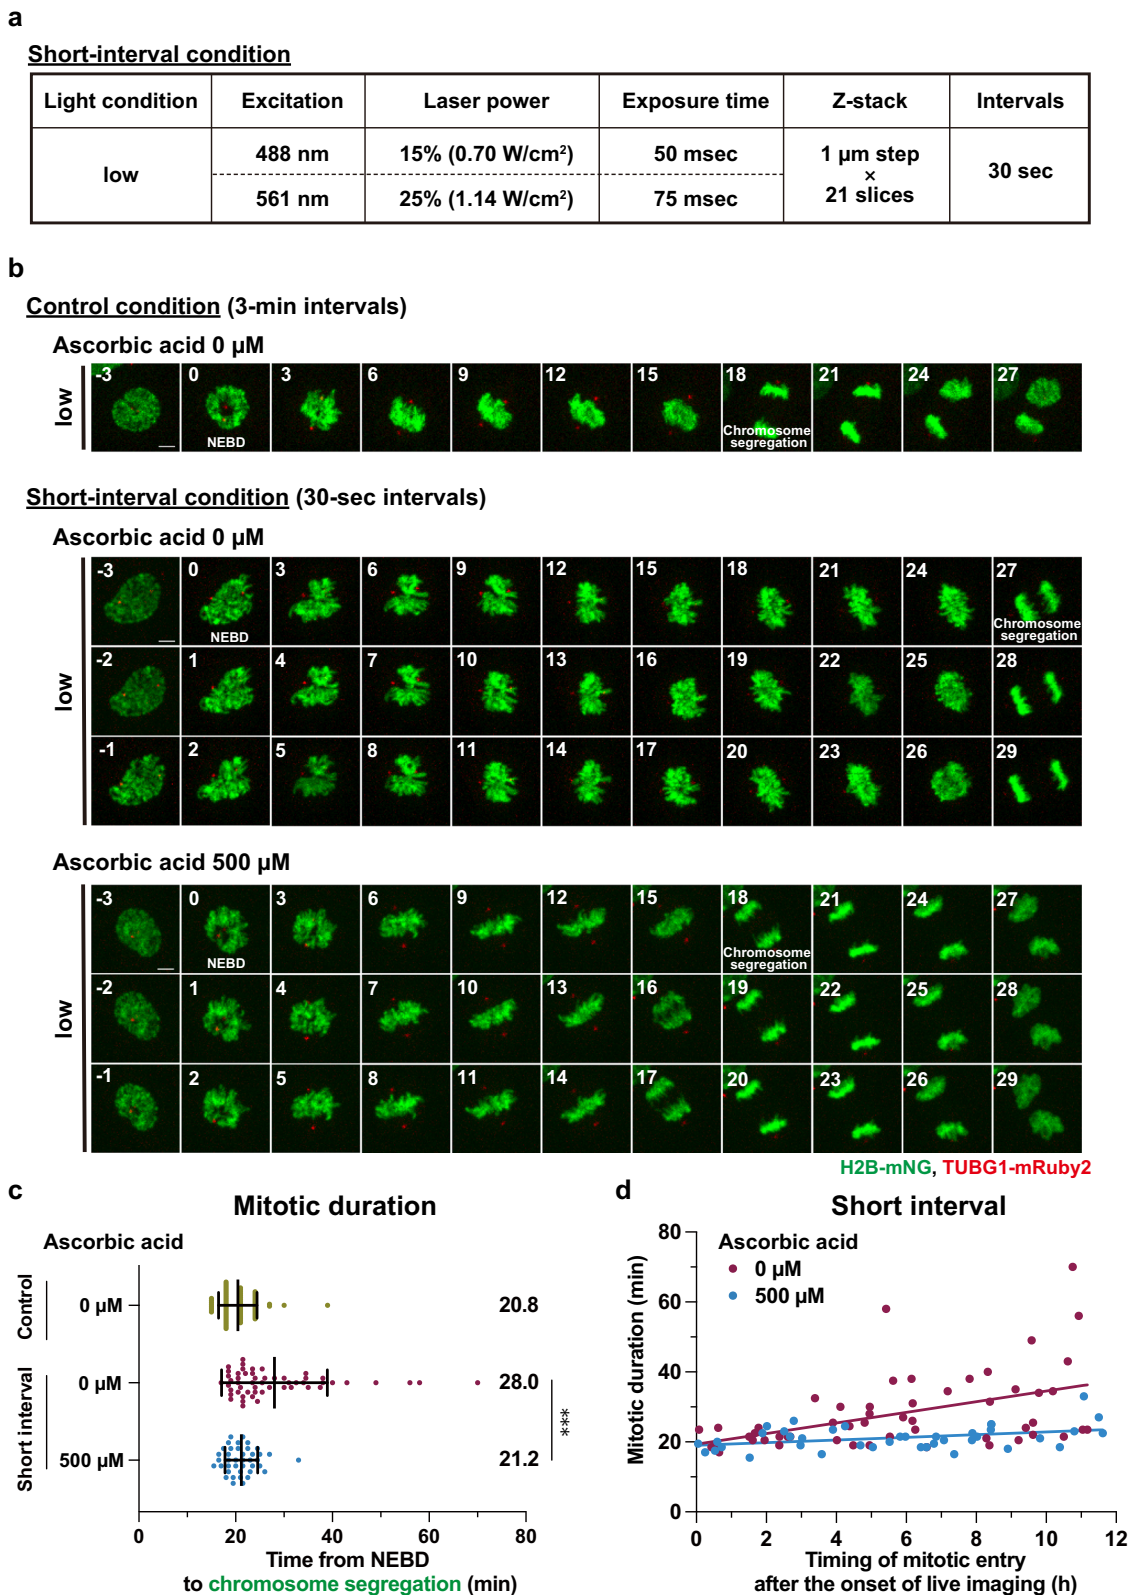 a
Short-interval condition
Light condition Excitation Laser power Exposure time Z-stack Intervals
low 488 nm 15% (0.70 W/cm²) 50 msec 1 µm step × 21 slices 30 sec
561 nm 25% (1.14 W/cm²) 75 msec
b
Control condition (3-min intervals)
Ascorbic acid 0 µM
low
-3 0 3 6 9 12 15 18 21 24 27
NEBD Chromosome segregation
Short-interval condition (30-sec intervals)
Ascorbic acid 0 µM
low
-3 0 3 6 9 12 15 18 21 24 27
NEBD Chromosome segregation
-2 1 4 7 10 13 16 19 22 25 28
-1 2 5 8 11 14 17 20 23 26 29
Ascorbic acid 500 µM
low
-3 0 3 6 9 12 15 18 21 24 27
NEBD Chromosome segregation
-2 1 4 7 10 13 16 19 22 25 28
-1 2 5 8 11 14 17 20 23 26 29
H2B-mNG, TUBG1-mRuby2
c
Mitotic duration
Ascorbic acid
Control
0 µM 20.8
Short interval
0 µM 28.0
500 µM 21.2
***
0 20 40 60 80
Time from NEBD
to chromosome segregation (min)
d
Short interval
Ascorbic acid
0 µM
500 µM
Mitotic duration (min)
80
60
40
20
0
0 2 4 6 8 10 12
Timing of mitotic entry
after the onset of live imaging (h)